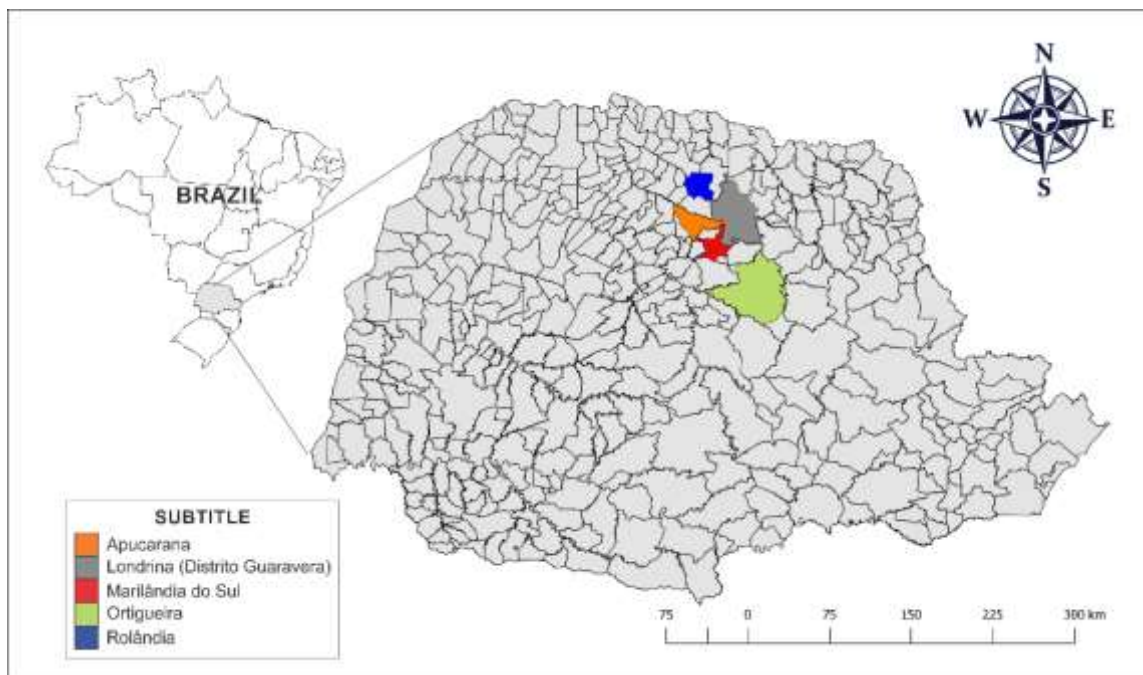 N
W E
S
BRAZIL
SUBTITLE
Apucarana
Londrina (Distrito Guaravera)
Marilândia do Sul
Ortigueira
Rolândia
75 0 75 150 225 300 km